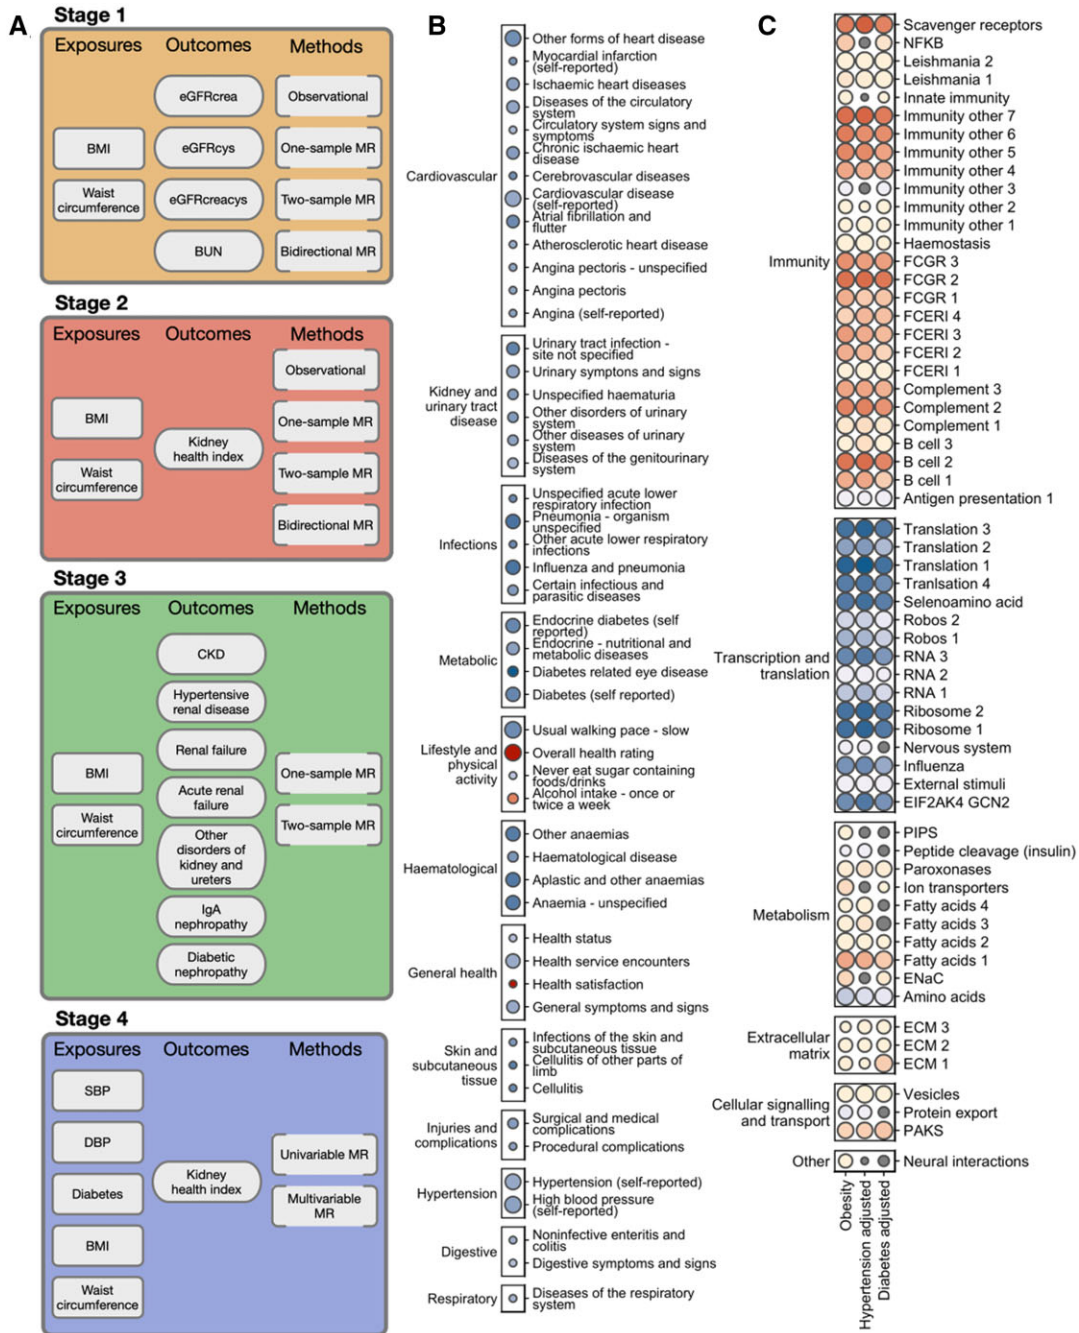 A
Stage 1
Exposures
Outcomes
Methods
BMI
Waist
circumference
eGFRcrea
eGFRcys
eGFRcreacys
BUN
Observational
One-sample MR
Two-sample MR
Bidirectional MR
Stage 2
Exposures
Outcomes
Methods
BMI
Waist
circumference
Kidney
health index
Observational
One-sample MR
Two-sample MR
Bidirectional MR
Stage 3
Exposures
Outcomes
Methods
BMI
Waist
circumference
CKD
Hypertensive
renal disease
Renal failure
Acute renal
failure
Other
disorders of
kidney and
ureters
IgA
nephropathy
Diabetic
nephropathy
One-sample MR
Two-sample MR
Stage 4
Exposures
Outcomes
Methods
SBP
DBP
Diabetes
BMI
Waist
circumference
Kidney
health index
Univariable MR
Multivariable
MR
B
Cardiovascular
Other forms of heart disease
Myocardial infarction
(self-reported)
Ischaemic heart diseases
Diseases of the circulatory
system
Circulatory system signs and
symptoms
Chronic ischaemic heart
disease
Cerebrovascular diseases
Cardiovascular disease
(self-reported)
Atrial fibrillation and
flutter
Atherosclerotic heart disease
Angina pectoris - unspecified
Angina pectoris
Angina (self-reported)
Kidney and
urinary tract
disease
Urinary tract infection -
site not specified
Urinary symptons and signs
Unspecified haematuria
Other disorders of urinary
system
Other diseases of urinary
system
Diseases of the genitourinary
system
Infections
Unspecified acute lower
respiratory infection
Pneumonia - organism
unspecified
Other acute lower respiratory
infections
Influenza and pneumonia
Certain infectious and
parasitic diseases
Metabolic
Endocrine diabetes (self
reported)
Endocrine - nutritional and
metabolic diseases
Diabetes related eye disease
Diabetes (self reported)
Lifestyle and
physical
activity
Usual walking pace - slow
Overall health rating
Never eat sugar containing
foods/drinks
Alcohol intake - once or
twice a week
Haematological
Other anaemias
Haematological disease
Aplastic and other anaemias
Anaemia - unspecified
General health
Health status
Health service encounters
Health satisfaction
General symptoms and signs
Skin and
subcutaneous
tissue
Infections of the skin and
subcutaneous tissue
Cellulitis of other parts of
limb
Cellulitis
Injuries and
complications
Surgical and medical
complications
Procedural complications
Hypertension
Hypertension (self-reported)
High blood pressure
(self-reported)
Digestive
Noninfective enteritis and
colitis
Digestive symptoms and signs
Respiratory
Diseases of the respiratory
system
C
Immunity
Scavenger receptors
NFKB
Leishmania 2
Leishmania 1
Innate immunity
Immunity other 7
Immunity other 6
Immunity other 5
Immunity other 4
Immunity other 3
Immunity other 2
Immunity other 1
Haemostasis
FCGR 3
FCGR 2
FCGR 1
FCERI 4
FCERI 3
FCERI 2
FCERI 1
Complement 3
Complement 2
Complement 1
B cell 3
B cell 2
B cell 1
Antigen presentation 1
Transcription and
translation
Translation 3
Translation 2
Translation 1
Tranlsation 4
Selenoamino acid
Robos 2
Robos 1
RNA 3
RNA 2
RNA 1
Ribosome 2
Ribosome 1
Nervous system
Influenza
External stimuli
EIF2AK4 GCN2
Metabolism
PIPS
Peptide cleavage (insulin)
Paroxonases
Ion transporters
Fatty acids 4
Fatty acids 3
Fatty acids 2
Fatty acids 1
ENaC
Amino acids
Extracellular
matrix
ECM 3
ECM 2
ECM 1
Cellular signalling
and transport
Vesicles
Protein export
PAKS
Other
Neural interactions
Obesity
Hypertension adjusted
Diabetes adjusted